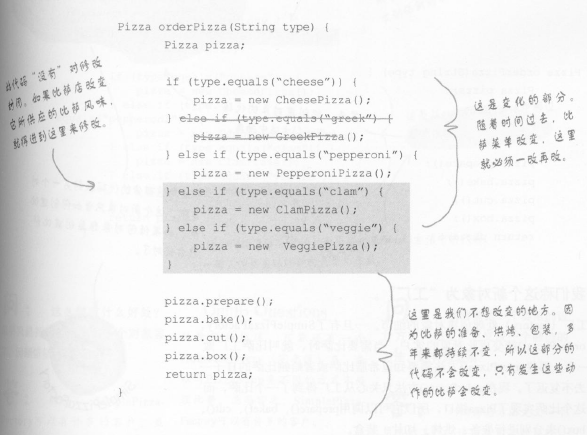 Pizza orderPizza(String type) {
Pizza pizza;
if (type.equals(“cheese”)) {
pizza = new CheesePizza();
} else if (type.equals(“greek”) {
pizza = new GreekPizza();
} else if (type.equals(“pepperoni”) {
pizza = new PepperoniPizza();
} else if (type.equals(“clam”) {
pizza = new ClamPizza();
} else if (type.equals(“veggie”) {
pizza = new VeggiePizza();
}
pizza.prepare();
pizza.bake();
pizza.cut();
pizza.box();
return pizza;
}
此代码“没有”对修改
封闭。如果比萨店改变
它所供应的比萨风味，
就得进到这里来修改。
这是变化的部分。
随着时间过去，比
萨菜单改变，这里
就必须一改再改。
这里是我们不想改变的地方。因
为比萨的准备、烘烤、包装，多
年来都持续不变，所以这部分的
代码不会改变，只有发生这些动
作的比萨会改变。